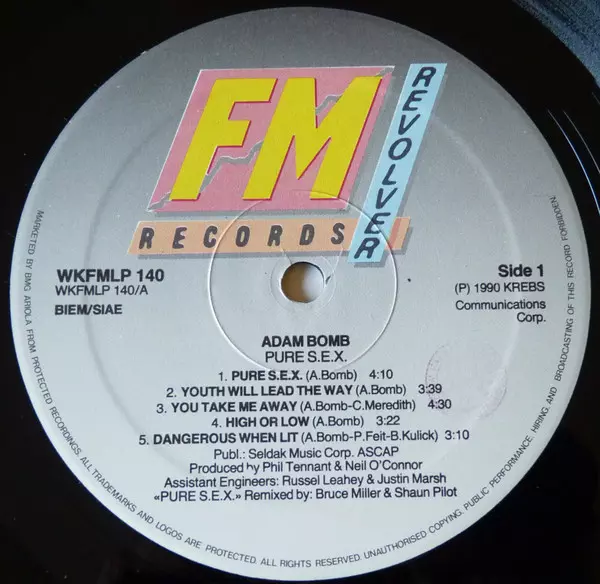 FM
REVOLVER
RECORDS
WKFMLP 140
WKFMLP 140/A
BIEM/SIAE
Side 1
(P) 1990 KREBS
Communications
Corp.
ADAM BOMB
PURE S.E.X.
1. PURE S.E.X. (A.Bomb) 4:10
2. YOUTH WILL LEAD THE WAY (A.Bomb) 3:39
3. YOU TAKE ME AWAY (A.Bomb-C.Meredith) 4:30
4. HIGH OR LOW (A.Bomb) 3:22
5. DANGEROUS WHEN LIT (A.Bomb-P.Feit-B.Kulick) 3:10
Publ.: Seldak Music Corp. ASCAP
Produced by Phil Tennant & Neil O'Connor
Assistant Engineers: Russel Leahey & Justin Marsh
«PURE S.E.X.» Remixed by: Bruce Miller & Shaun Pilot
MARKETED BY BMG ARIOLA FROM PROTECTED RECORDINGS. ALL TRADEMARKS AND LOGOS ARE PROTECTED. ALL RIGHTS RESERVED. UNAUTHORISED COPYING, PUBLIC PERFORMANCE, HIRING, AND BROADCASTING OF THIS RECORD FORBIDDEN.